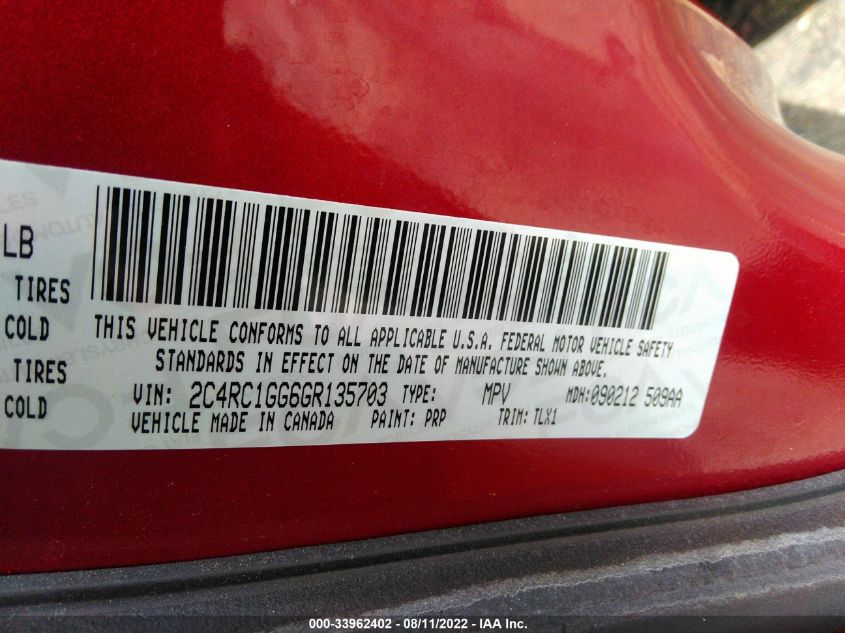 LB
TIRES
COLD
TIRES
COLD
THIS VEHICLE CONFORMS TO ALL APPLICABLE U.S.A. FEDERAL MOTOR VEHICLE SAFETY
STANDARDS IN EFFECT ON THE DATE OF MANUFACTURE SHOWN ABOVE.
VIN: 2C4RC1GG6GR135703 TYPE: MPV MDH:090212 509AA
VEHICLE MADE IN CANADA PAINT: PRP TRIM: TLX1
000-33962402 - 08/11/2022 - IAA Inc.